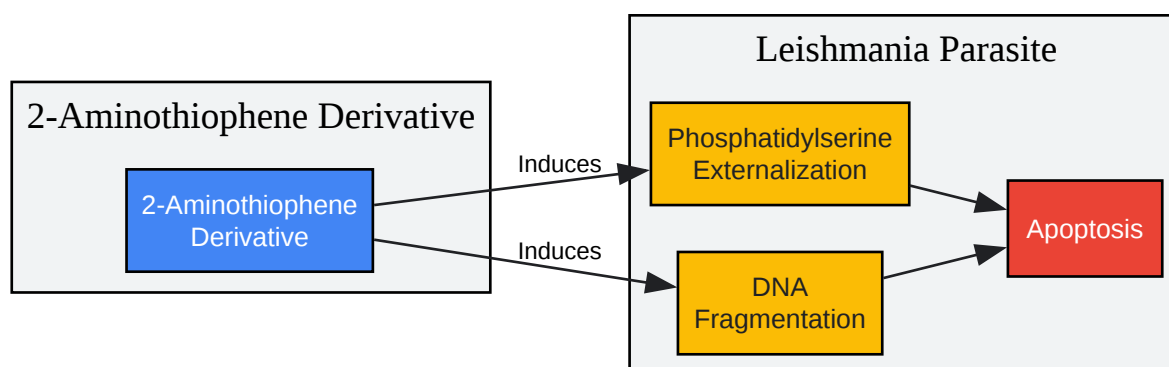 2-Aminothiophene Derivative
2-Aminothiophene
Derivative
Induces
Induces
Leishmania Parasite
Phosphatidylserine
Externalization
DNA
Fragmentation
Apoptosis